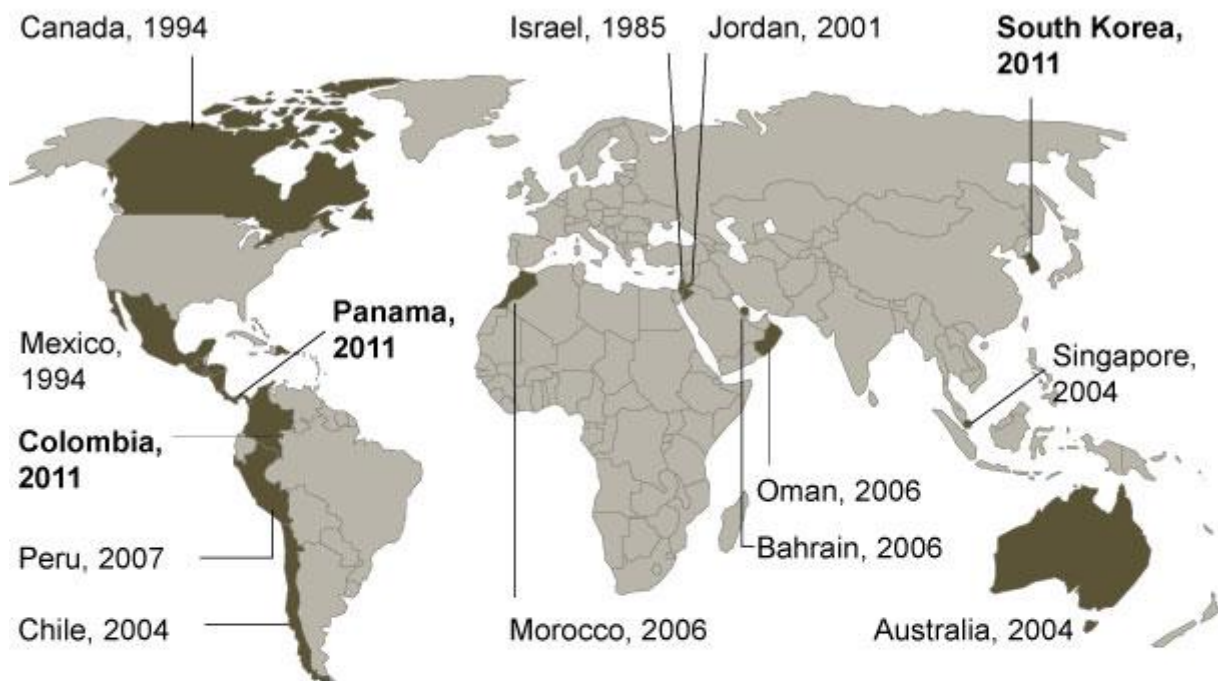 Canada, 1994
Israel, 1985
Jordan, 2001
South Korea,
2011
Panama,
2011
Mexico,
1994
Singapore,
2004
Colombia,
2011
Oman, 2006
Peru, 2007
Bahrain, 2006
Chile, 2004
Morocco, 2006
Australia, 2004